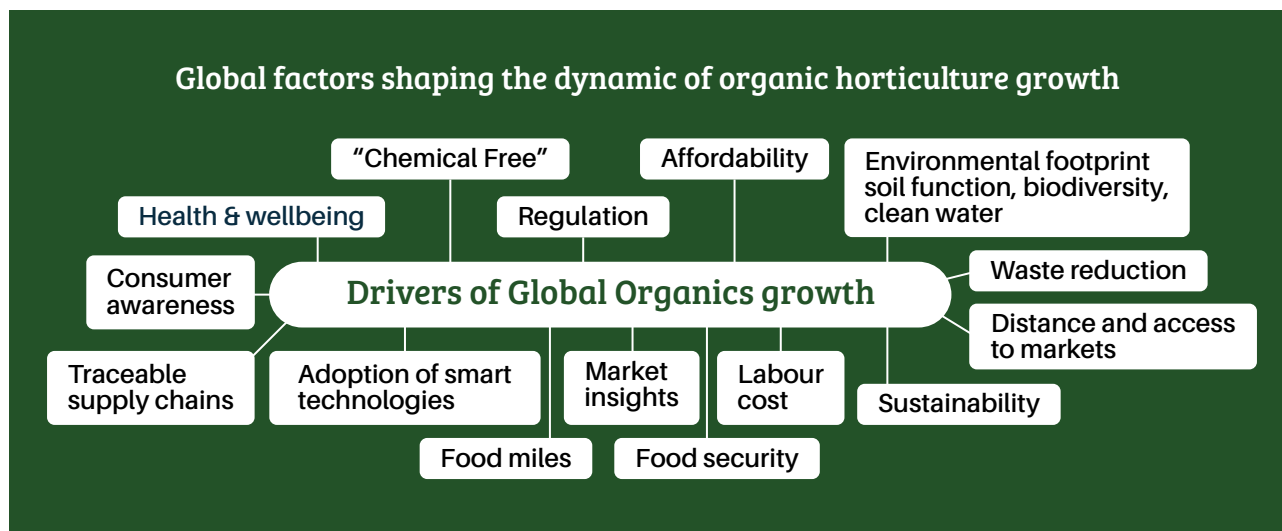 Global factors shaping the dynamic of organic horticulture growth
“Chemical Free”
Affordability
Environmental footprint
soil function, biodiversity,
clean water
Health & wellbeing
Regulation
Consumer
awareness
Drivers of Global Organics growth
Waste reduction
Distance and access
to markets
Traceable
supply chains
Adoption of smart
technologies
Market
insights
Labour
cost
Sustainability
Food miles
Food security